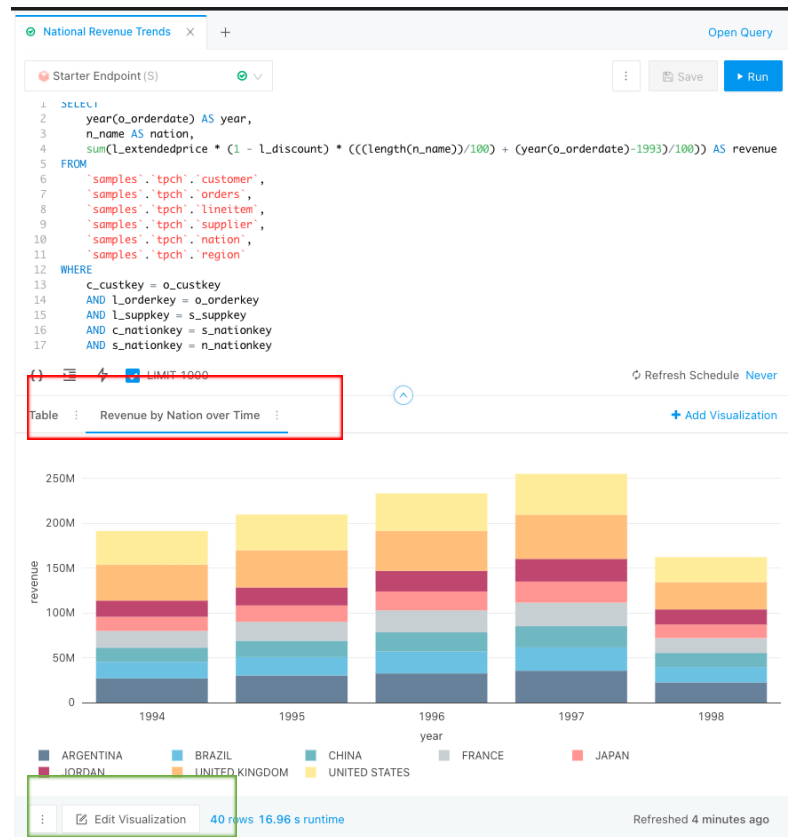 National Revenue Trends
Open Query
Starter Endpoint (S)
Save
Run
1 SELECT
2 year(o_orderdate) AS year,
3 n_name AS nation,
4 sum(l_extendedprice * (1 - l_discount) * (((length(n_name))/100) + (year(o_orderdate)-1993)/100)) AS revenue
5 FROM
6 `samples`.`tpch`.`customer`,
7 `samples`.`tpch`.`orders`,
8 `samples`.`tpch`.`lineitem`,
9 `samples`.`tpch`.`supplier`,
10 `samples`.`tpch`.`nation`,
11 `samples`.`tpch`.`region`
12 WHERE
13 c_custkey = o_custkey
14 AND l_orderkey = o_orderkey
15 AND l_suppkey = s_suppkey
16 AND c_nationkey = s_nationkey
17 AND s_nationkey = n_nationkey
{} LIMIT 1000 Refresh Schedule Never
Table Revenue by Nation over Time + Add Visualization
250M
200M
150M
100M
50M
0
revenue
1994 1995 1996 1997 1998
year
ARGENTINA BRAZIL CHINA FRANCE JAPAN
JORDAN UNITED KINGDOM UNITED STATES
Edit Visualization 40 rows 16.96 s runtime Refreshed 4 minutes ago